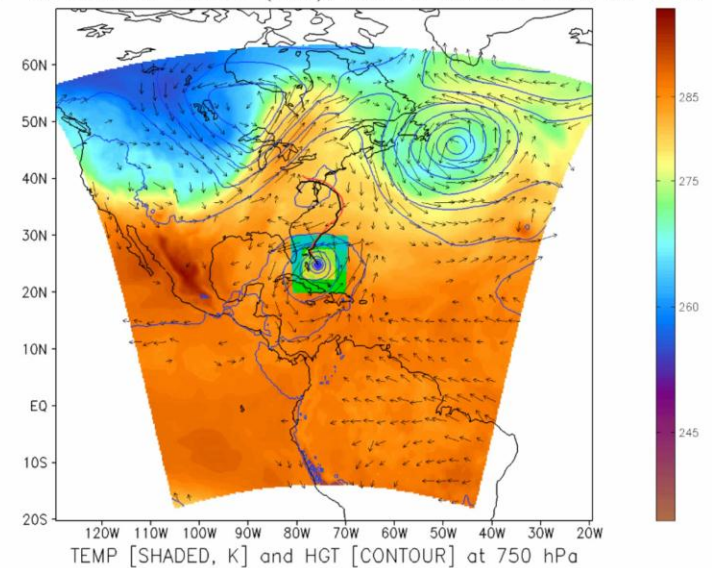 60N
50N
40N
30N
20N
10N
EQ
10S
20S
120W 110W 100W 90W 80W 70W 60W 50W 40W 30W 20W
TEMP [SHADED, K] and HGT [CONTOUR] at 750 hPa
285
275
260
245